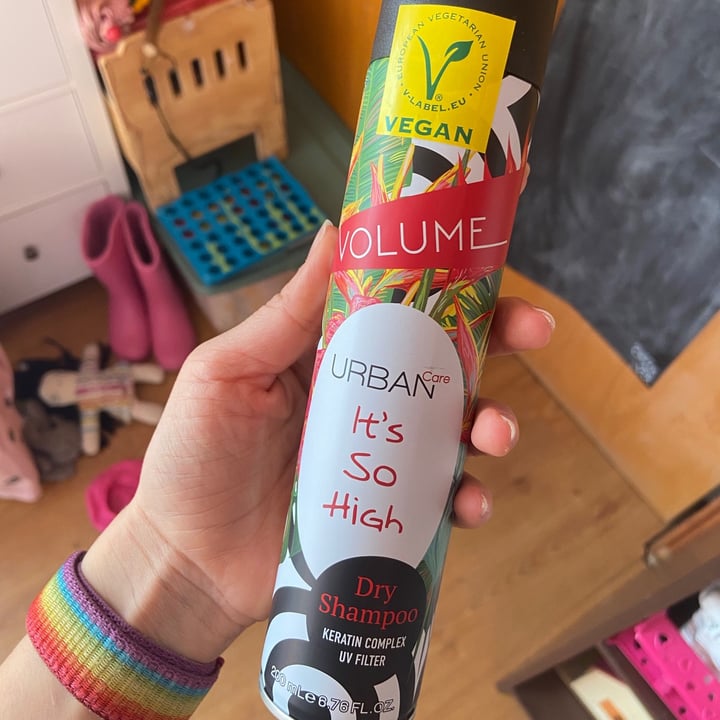 EUROPEAN VEGETARIAN UNION
V-LABEL.EU
VEGAN
VOLUME
URBAN Care
It's
So
High
Dry
Shampoo
KERATIN COMPLEX
UV FILTER
200 mL e 6.76 FL.OZ.